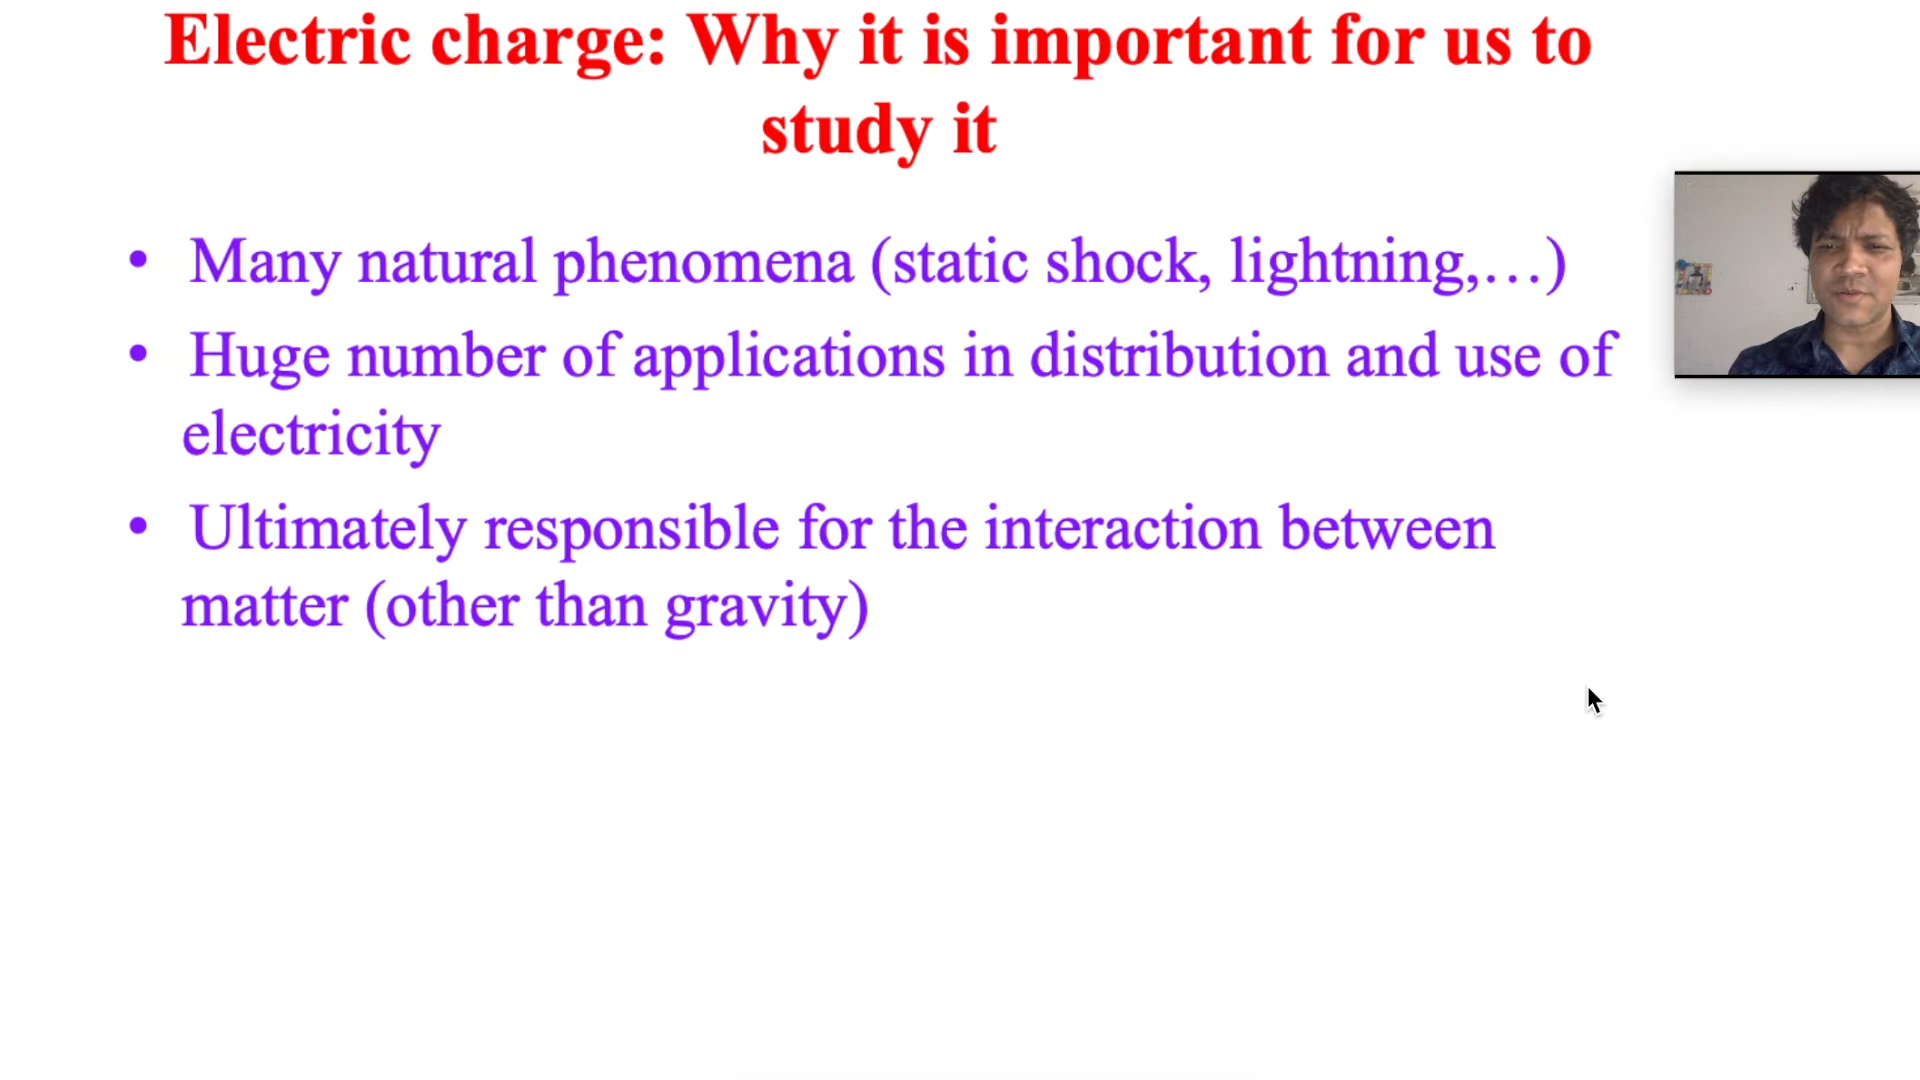 Electric charge: Why it is important for us to
study it
• Many natural phenomena (static shock, lightning,…)
• Huge number of applications in distribution and use of
electricity
• Ultimately responsible for the interaction between
matter (other than gravity)